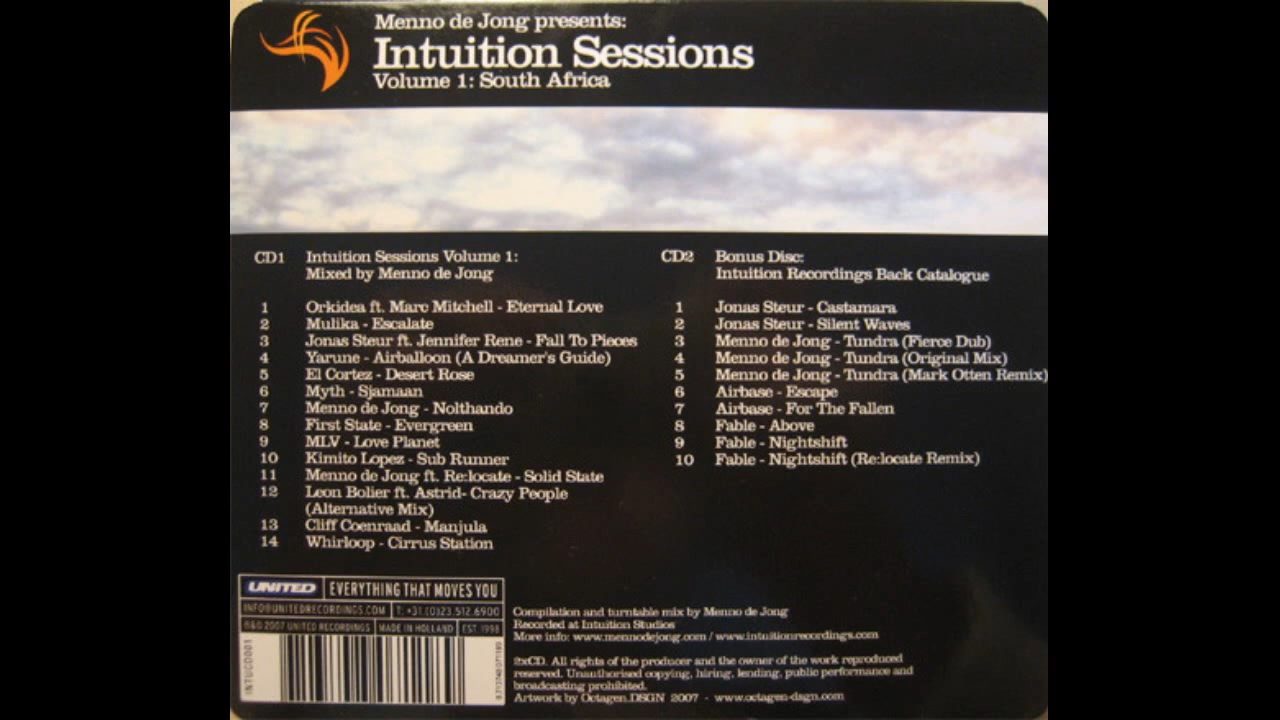 Menno de Jong presents:
Intuition Sessions
Volume 1: South Africa
CD1 Intuition Sessions Volume 1:
Mixed by Menno de Jong
1 Orkidea ft. Marc Mitchell - Eternal Love
2 Mulika - Escalate
3 Jonas Steur ft. Jennifer Rene - Fall To Pieces
4 Yarune - Airballoon (A Dreamer's Guide)
5 El Cortez - Desert Rose
6 Myth - Sjamaan
7 Menno de Jong - Nolthando
8 First State - Evergreen
9 MLV - Love Planet
10 Kimito Lopez - Sub Runner
11 Menno de Jong ft. Re:locate - Solid State
12 Leon Bolier ft. Astrid- Crazy People
(Alternative Mix)
13 Cliff Coenraad - Manjula
14 Whirloop - Cirrus Station
CD2 Bonus Disc:
Intuition Recordings Back Catalogue
1 Jonas Steur - Castamara
2 Jonas Steur - Silent Waves
3 Menno de Jong - Tundra (Fierce Dub)
4 Menno de Jong - Tundra (Original Mix)
5 Menno de Jong - Tundra (Mark Otten Remix)
6 Airbase - Escape
7 Airbase - For The Fallen
8 Fable - Above
9 Fable - Nightshift
10 Fable - Nightshift (Re:locate Remix)
UNITED EVERYTHING THAT MOVES YOU
INFO@UNITEDRECORDINGS.COM T: +31.(0)23.512.6900
2007 UNITED RECORDINGS MADE IN HOLLAND EST. 1998
INTUCD001
Compilation and turntable mix by Menno de Jong
Recorded at Intuition Studios
More info: www.mennodejong.com / www.intuitionrecordings.com
2xCD. All rights of the producer and the owner of the work reproduced
reserved. Unauthorised copying, hiring, lending, public performance and
broadcasting prohibited.
Artwork by Octagen DSGN 2007 - www.octagen-dsgn.com